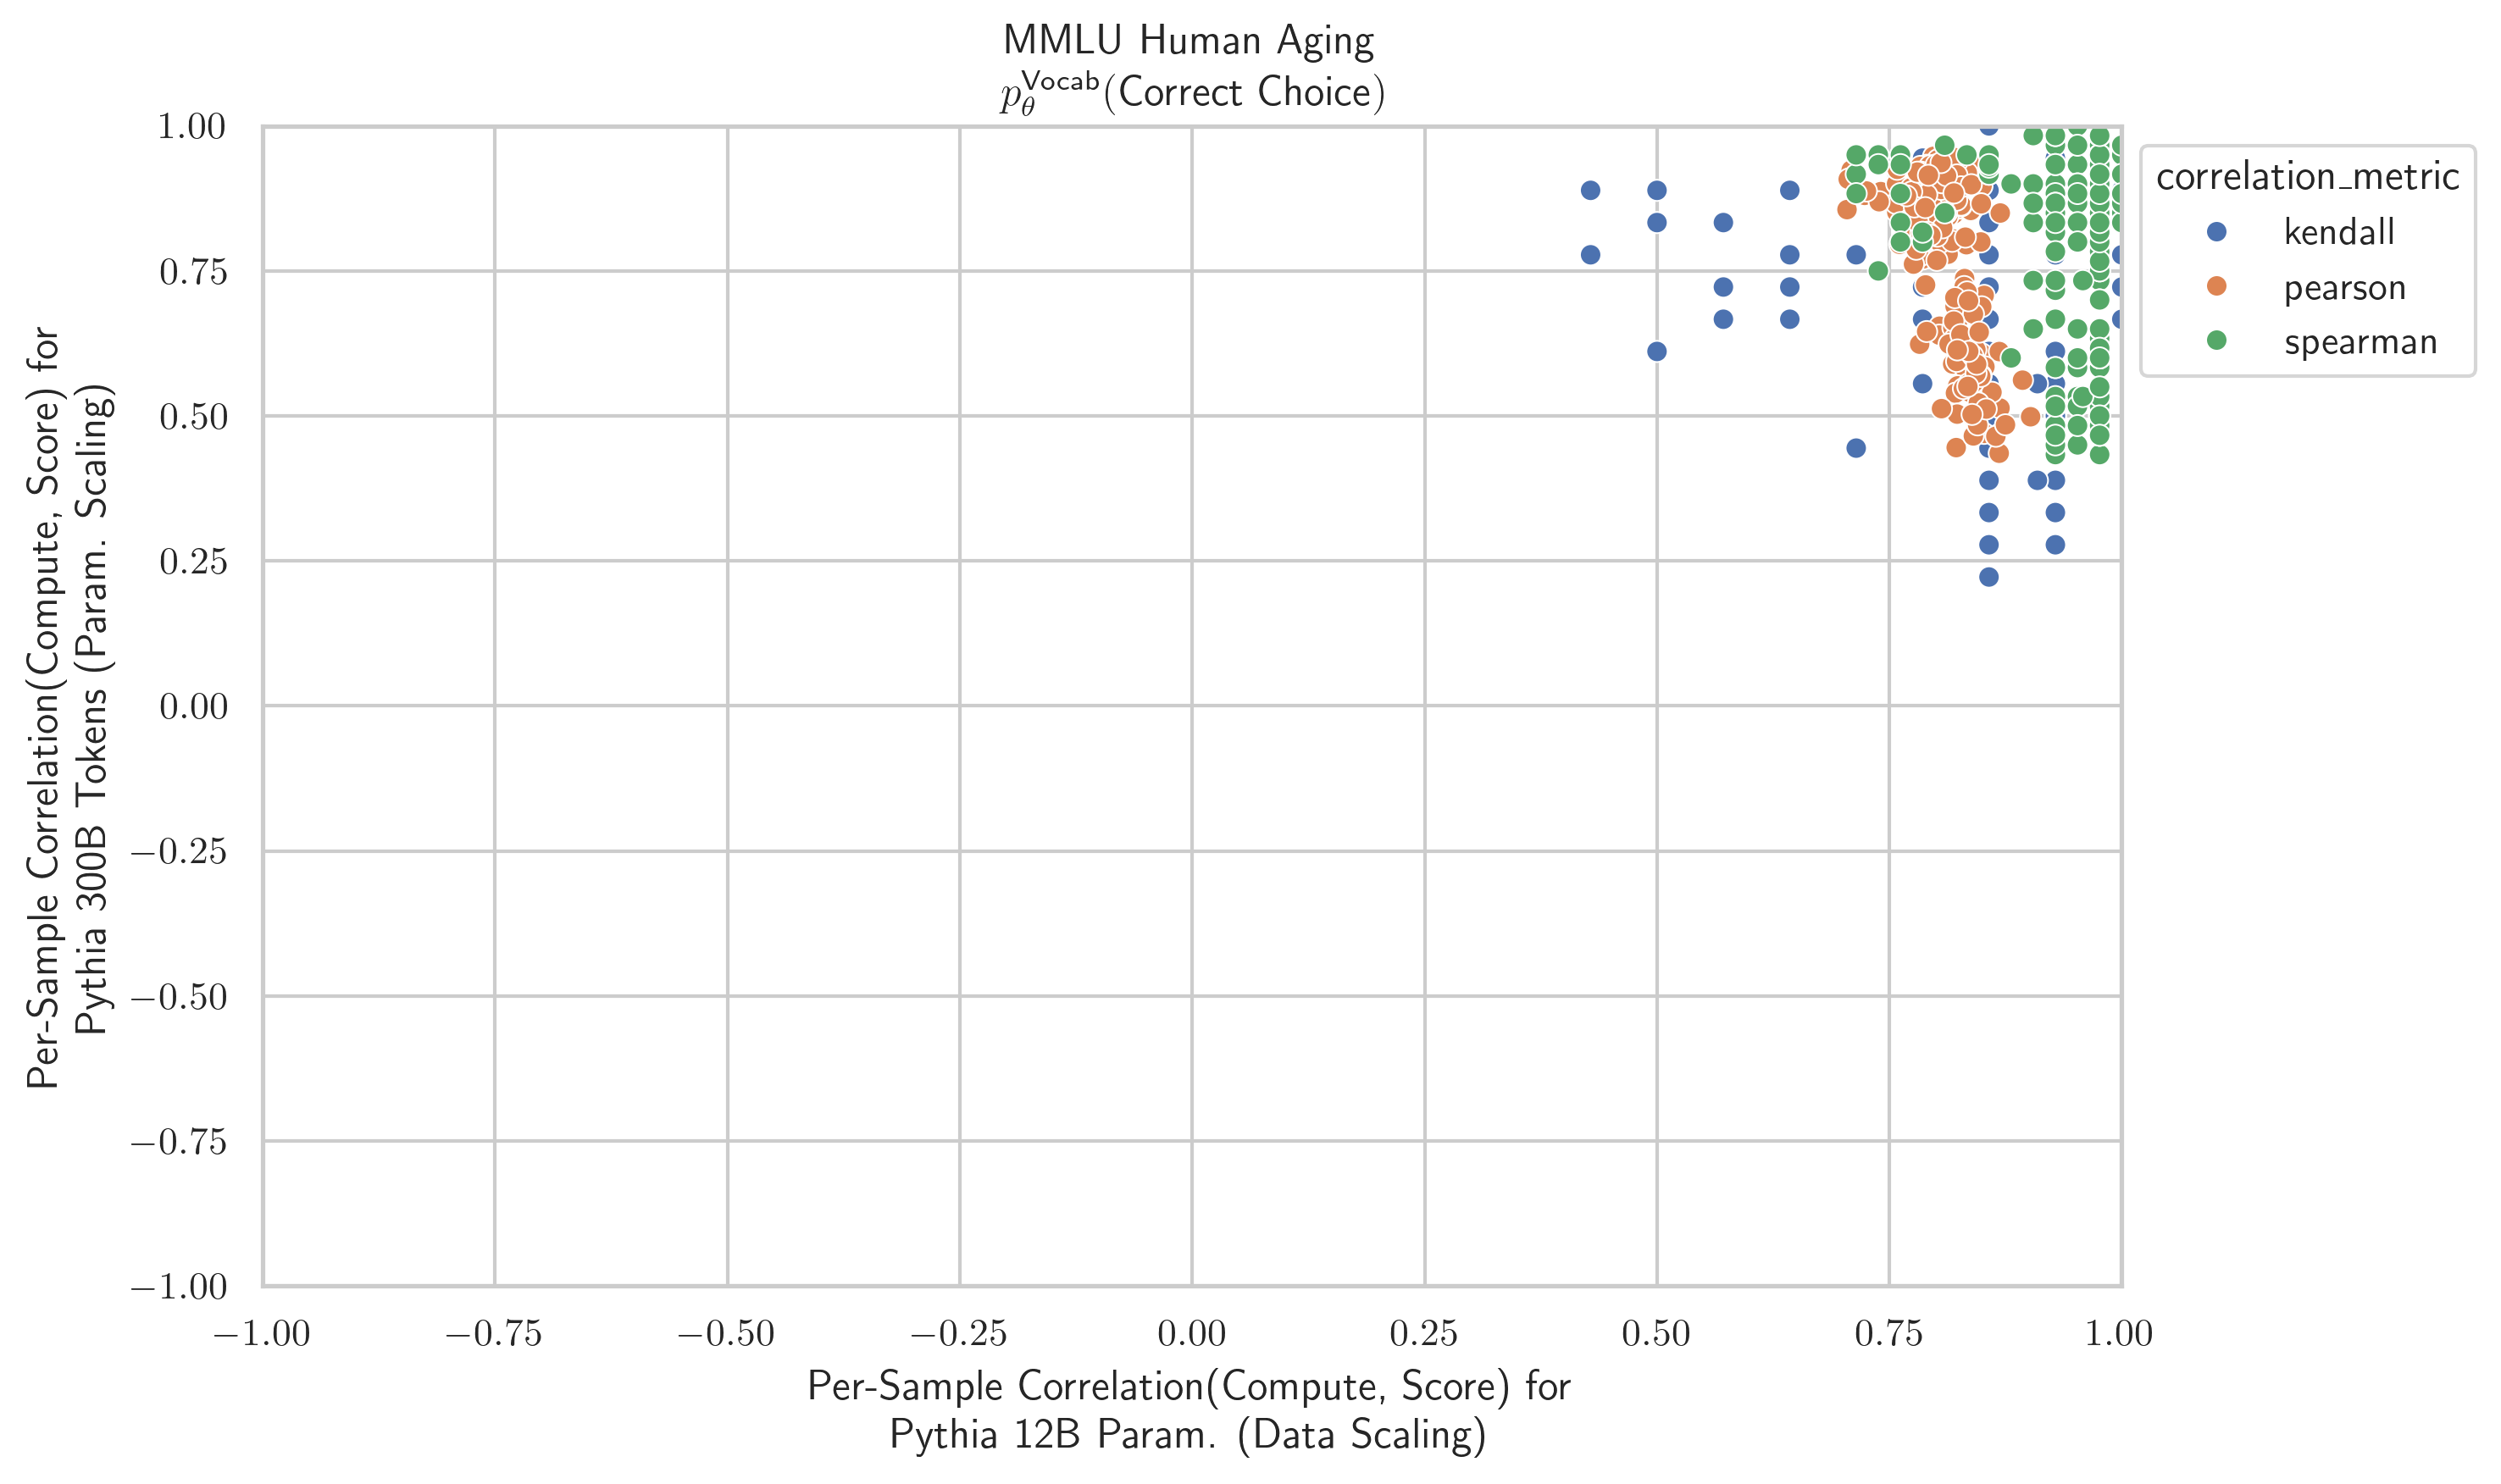 MMLU Human Aging
p_θ^Vocab(Correct Choice)
Per-Sample Correlation(Compute, Score) for
Pythia 300B Tokens (Param. Scaling)
1.00
0.75
0.50
0.25
0.00
−0.25
−0.50
−0.75
−1.00
−1.00 −0.75 −0.50 −0.25 0.00 0.25 0.50 0.75 1.00
Per-Sample Correlation(Compute, Score) for
Pythia 12B Param. (Data Scaling)
correlation_metric
kendall
pearson
spearman